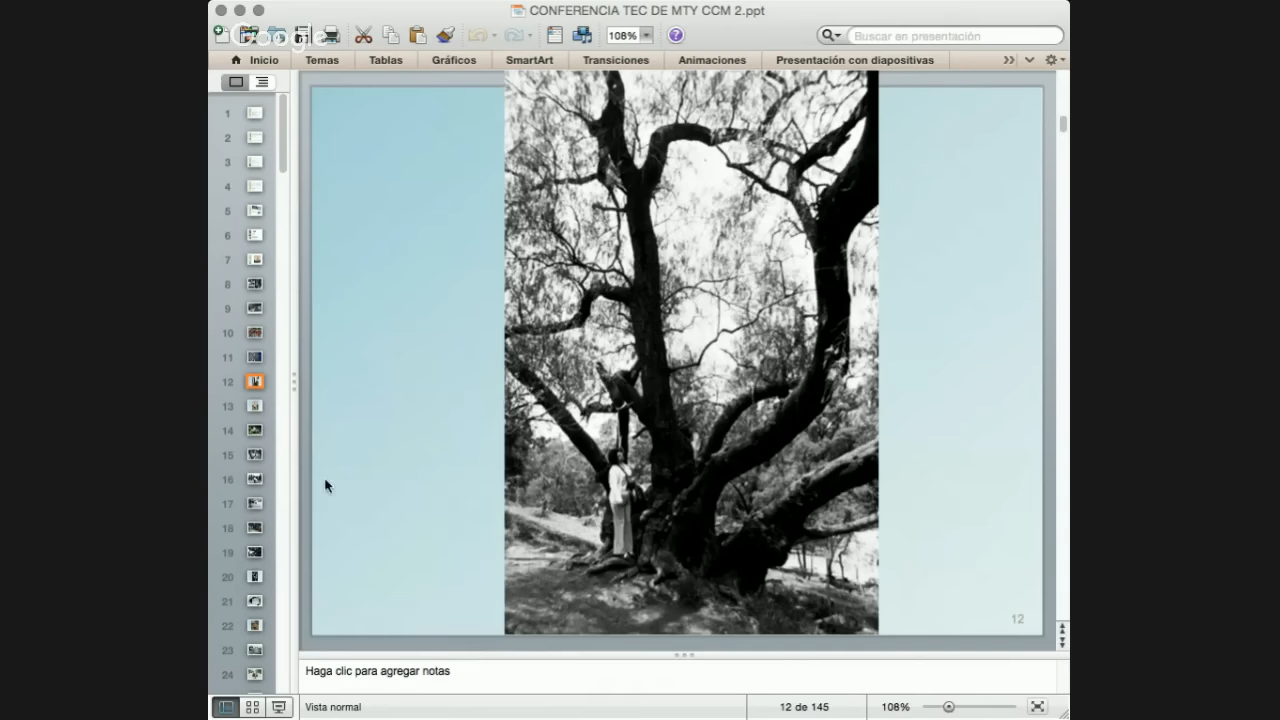 CONFERENCIA TEC DE MTY CCM 2.ppt
Google
108%
Buscar en presentación
Inicio
Temas
Tablas
Gráficos
SmartArt
Transiciones
Animaciones
Presentación con diapositivas
1
2
3
4
5
6
7
8
9
10
11
12
13
14
15
16
17
18
19
20
21
22
23
24
12
Haga clic para agregar notas
Vista normal
12 de 145
108%